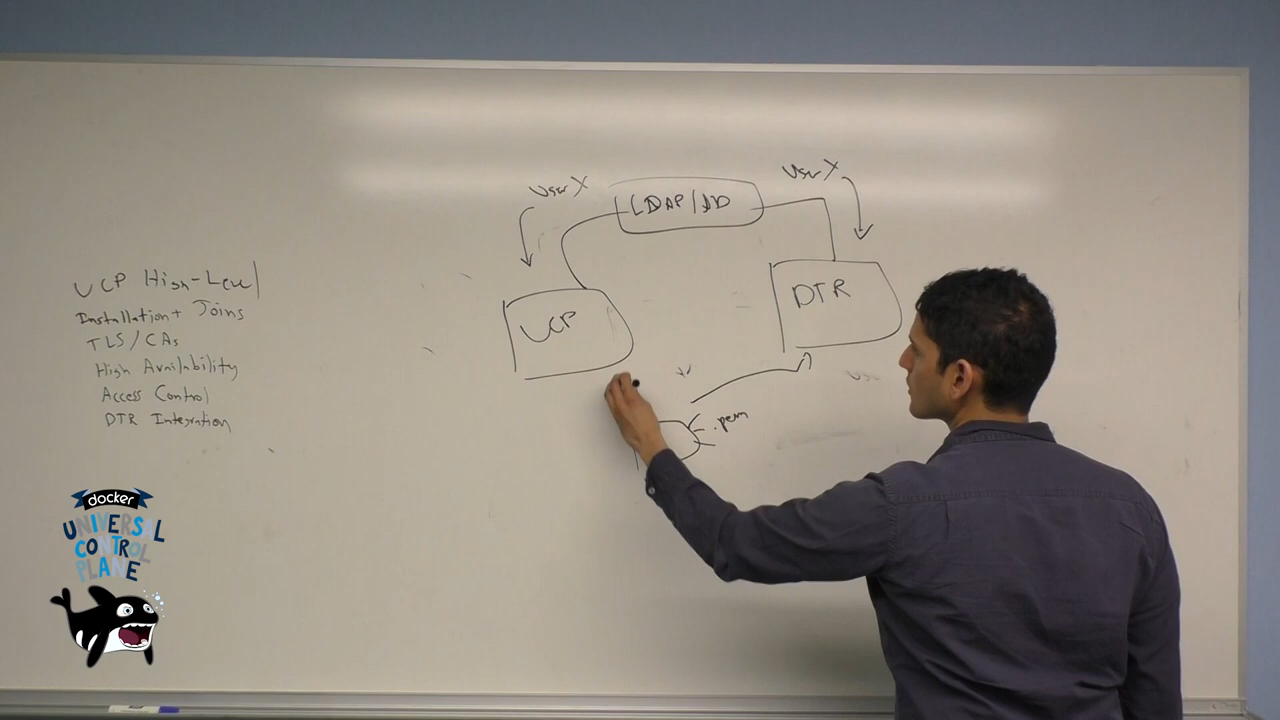 User X
User X
LDAP/AD
UCP High-Level
Installation + Joins
TLS/CAs
High Availability
Access Control
DTR Integration
UCP
DTR
.pem
docker
UNIVERSAL
CONTROL
PLANE